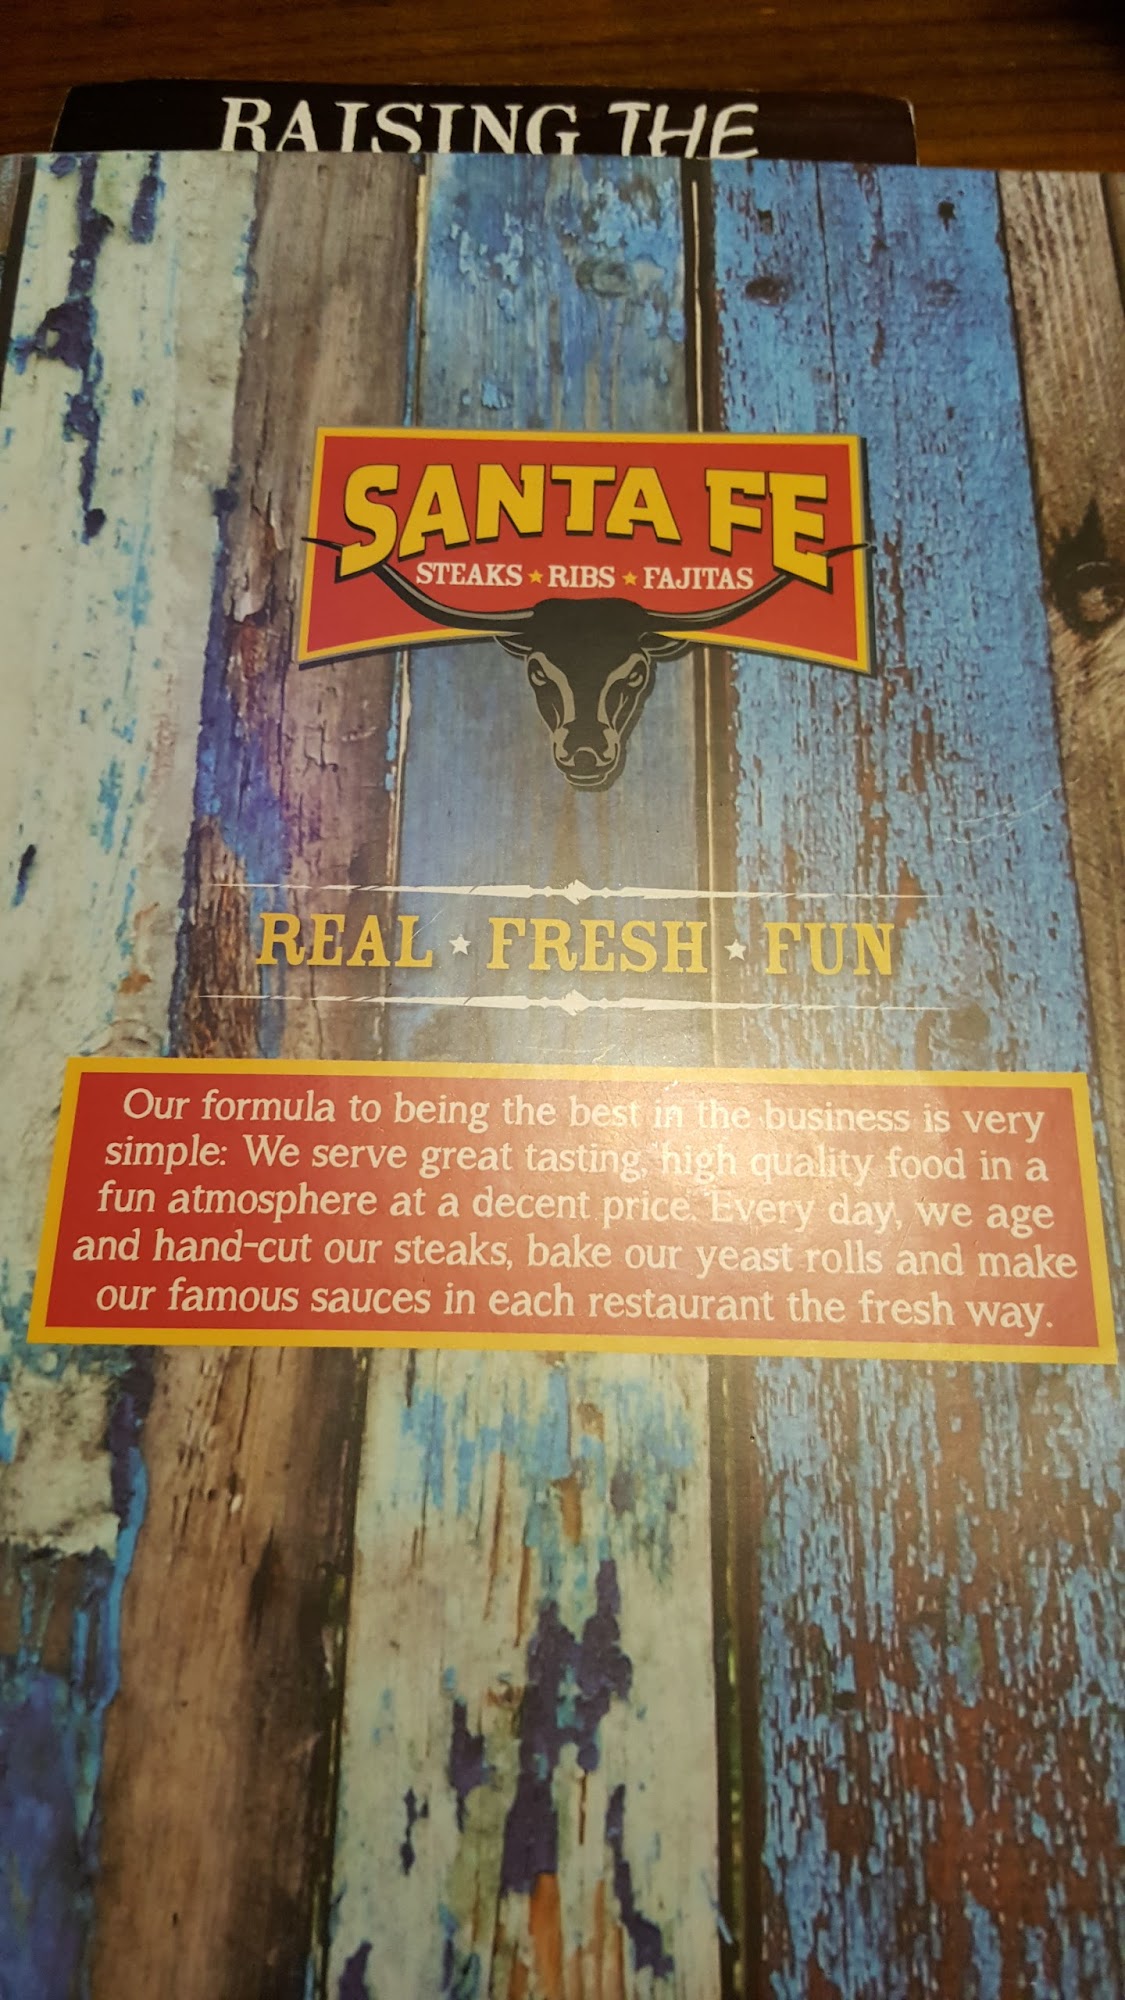 RAISING THE
SANTA FE
STEAKS ★ RIBS ★ FAJITAS
REAL ★ FRESH ★ FUN
Our formula to being the best in the business is very
simple: We serve great tasting, high quality food in a
fun atmosphere at a decent price. Every day, we age
and hand-cut our steaks, bake our yeast rolls and make
our famous sauces in each restaurant the fresh way.